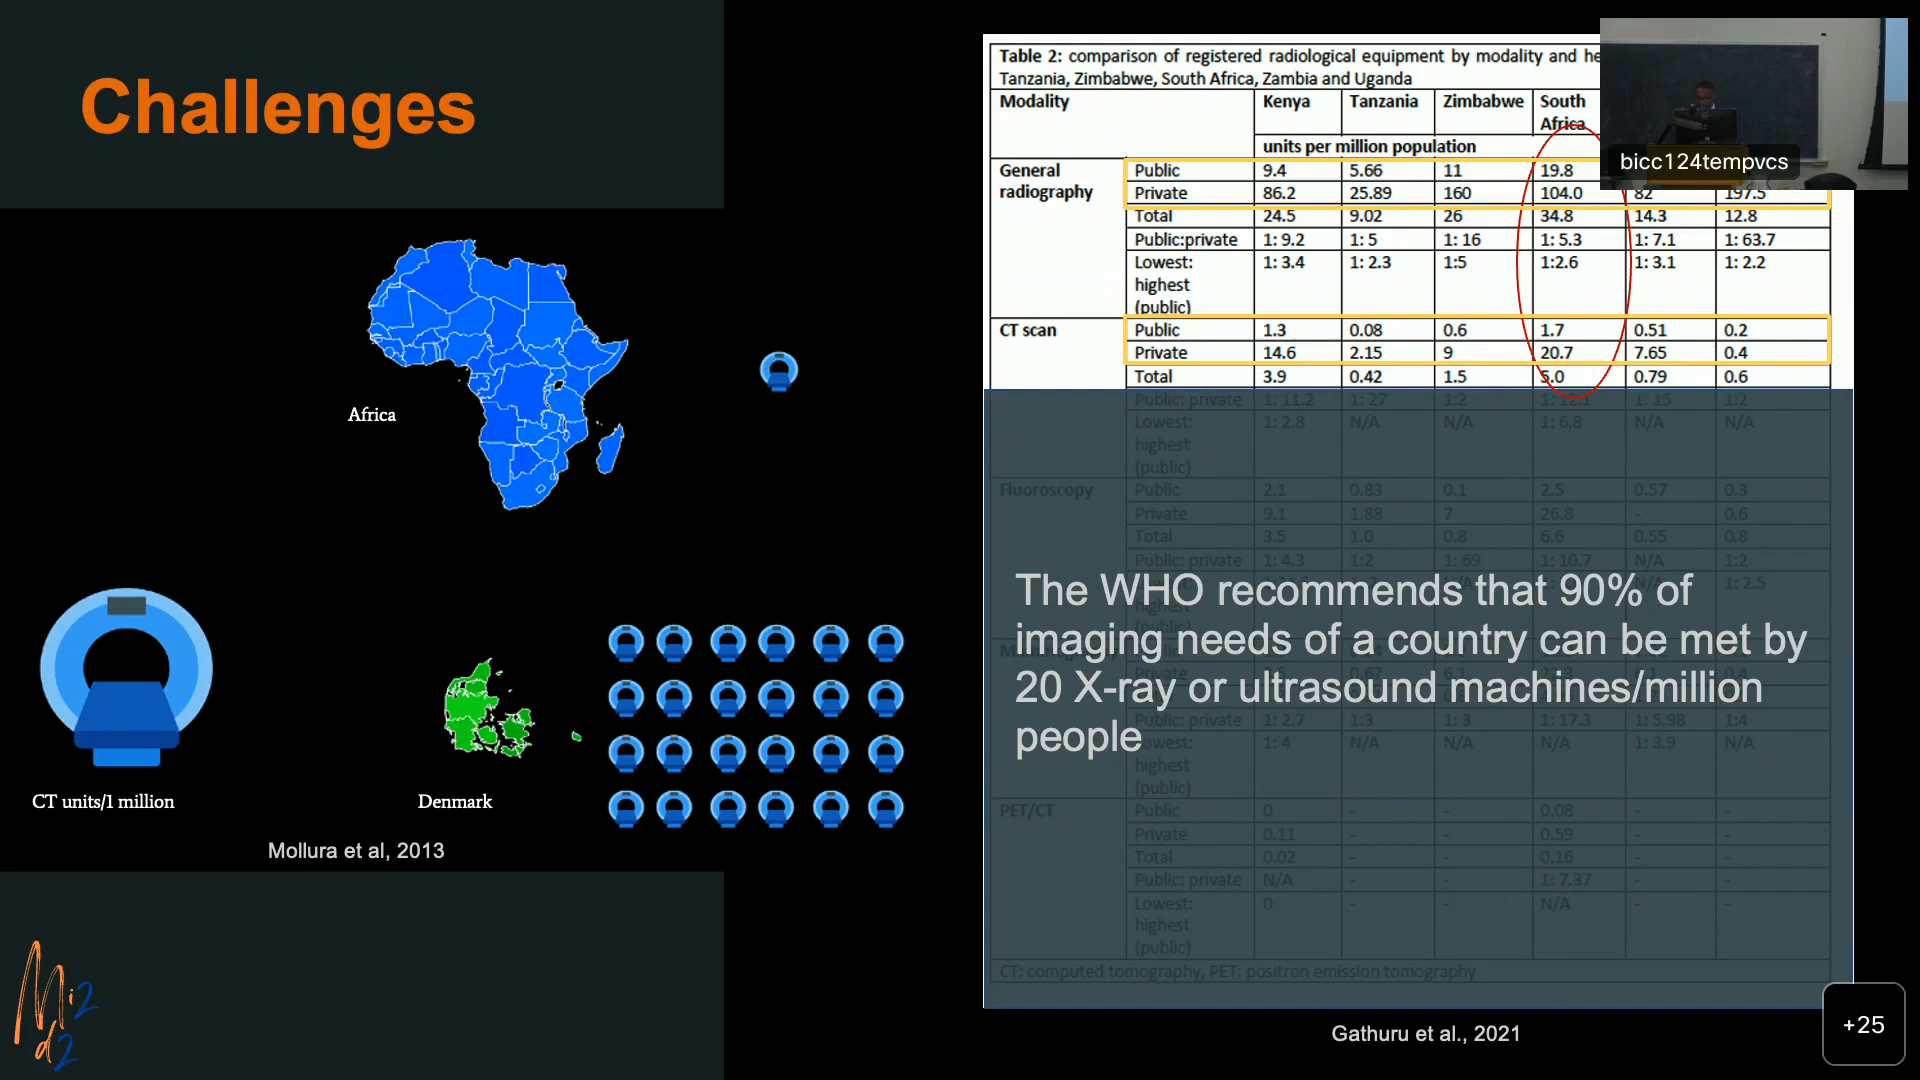 Challenges
Africa
CT units/1 million
Denmark
Mollura et al, 2013
Mi2
d2
Table 2: comparison of registered radiological equipment by modality and he
Tanzania, Zimbabwe, South Africa, Zambia and Uganda
Modality Kenya Tanzania Zimbabwe South Africa
units per million population
General radiography Public 9.4 5.66 11 19.8
Private 86.2 25.89 160 104.0 82 197.5
Total 24.5 9.02 26 34.8 14.3 12.8
Public:private 1: 9.2 1: 5 1: 16 1: 5.3 1: 7.1 1: 63.7
Lowest: highest (public) 1: 3.4 1: 2.3 1:5 1:2.6 1: 3.1 1: 2.2
CT scan Public 1.3 0.08 0.6 1.7 0.51 0.2
Private 14.6 2.15 9 20.7 7.65 0.4
Total 3.9 0.42 1.5 5.0 0.79 0.6
Public: private 1: 11.2 1: 27 1:2 1: 12.1 1: 15 1:2
Lowest: highest (public) 1: 2.8 N/A N/A 1: 6.8 N/A N/A
Fluoroscopy Public 2.1 0.83 0.1 2.5 0.57 0.3
Private 9.1 1.88 7 26.8 - 0.6
Total 3.5 1.0 0.8 6.6 0.55 0.8
Public: private 1: 4.3 1:2 1: 69 1: 10.7 N/A 1:2
1: 2.5
The WHO recommends that 90% of
imaging needs of a country can be met by
20 X-ray or ultrasound machines/million
people
Public: private 1: 2.7 1:3 1: 3 1: 17.3 1: 5.98 1:4
Lowest: highest (public) 1: 4 N/A N/A N/A 1: 3.9 N/A
PET/CT Public 0 - - 0.08 - -
Private 0.11 - - 0.59 - -
Total 0.02 - - 0.16 - -
Public: private N/A - - 1: 7.37 - -
Lowest: highest (public) 0 - - N/A - -
CT: computed tomography, PET: positron emission tomography
Gathuru et al., 2021
bicc124tempvcs
+25